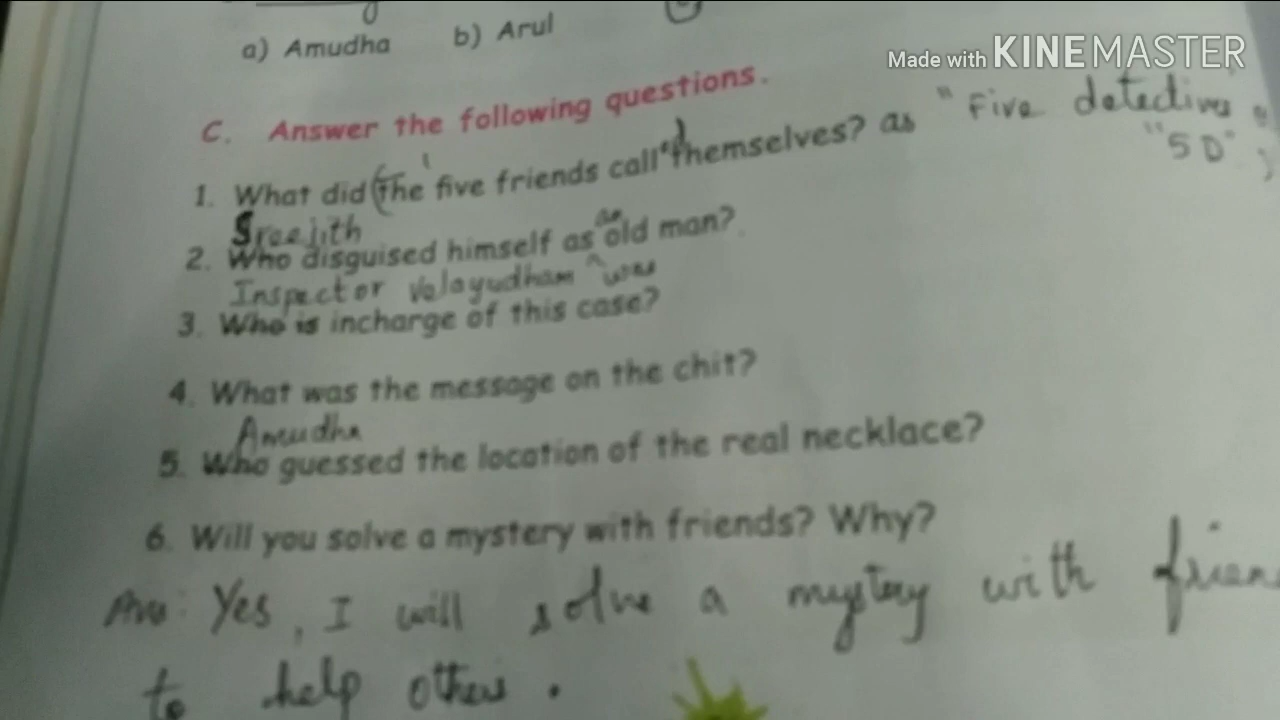 a) Amudha b) Arul
Made with KINEMASTER
C. Answer the following questions.
1. What did the five friends call themselves? as "Five detectives
"5 D"
Sreejith
2. Who disguised himself as an old man?
Inspector Velayudham was
3. Who is incharge of this case?
4. What was the message on the chit?
Amudha
5. Who guessed the location of the real necklace?
6. Will you solve a mystery with friends? Why?
Ans: Yes, I will solve a mystery with
to help others.